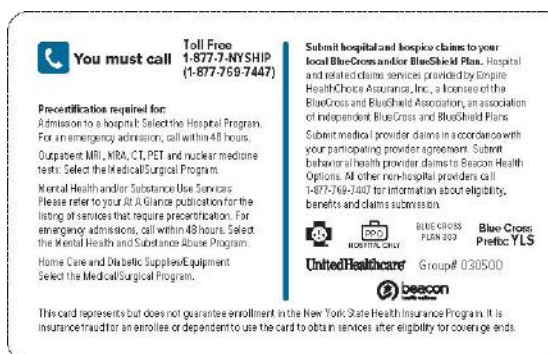 You must call
Toll Free
1-877-7-NYSHIP
(1-877-769-7447)
Precertification required for:
Admission to a hospital: Select the Hospital Program.
For an emergency admission, call within 48 hours.
Outpatient MRI, MRA, CT, PET and nuclear medicine
tests: Select the Medical/Surgical Program.
Mental Health and/or Substance Use Services:
Please refer to your At A Glance publication for the
listing of services that require precertification. For
emergency admissions, call within 48 hours. Select
the Mental Health and Substance Abuse Program.
Home Care and Diabetic Supplies/Equipment
Select the Medical/Surgical Program.
Submit hospital and hospice claims to your
local BlueCross and/or BlueShield Plan. Hospital
and related claims services provided by Empire
HealthChoice Assurance, Inc., a licensee of the
BlueCross and BlueShield Association, an association
of independent BlueCross and BlueShield Plans.
Submit medical provider claims in accordance with
your participating provider agreement. Submit
behavioral health provider claims to Beacon Health
Options. All other non-hospital providers call
1-877-769-7447 for information about eligibility,
benefits and claims submission.
PPO
HOSPITAL ONLY
BLUE CROSS
PLAN 303
Blue Cross
Prefix: YLS
UnitedHealthcare
Group# 030500
beacon
health options
This card represents but does not guarantee enrollment in the New York State Health Insurance Program. It is
insurance fraud for an enrollee or dependent to use the card to obtain services after eligibility for coverage ends.